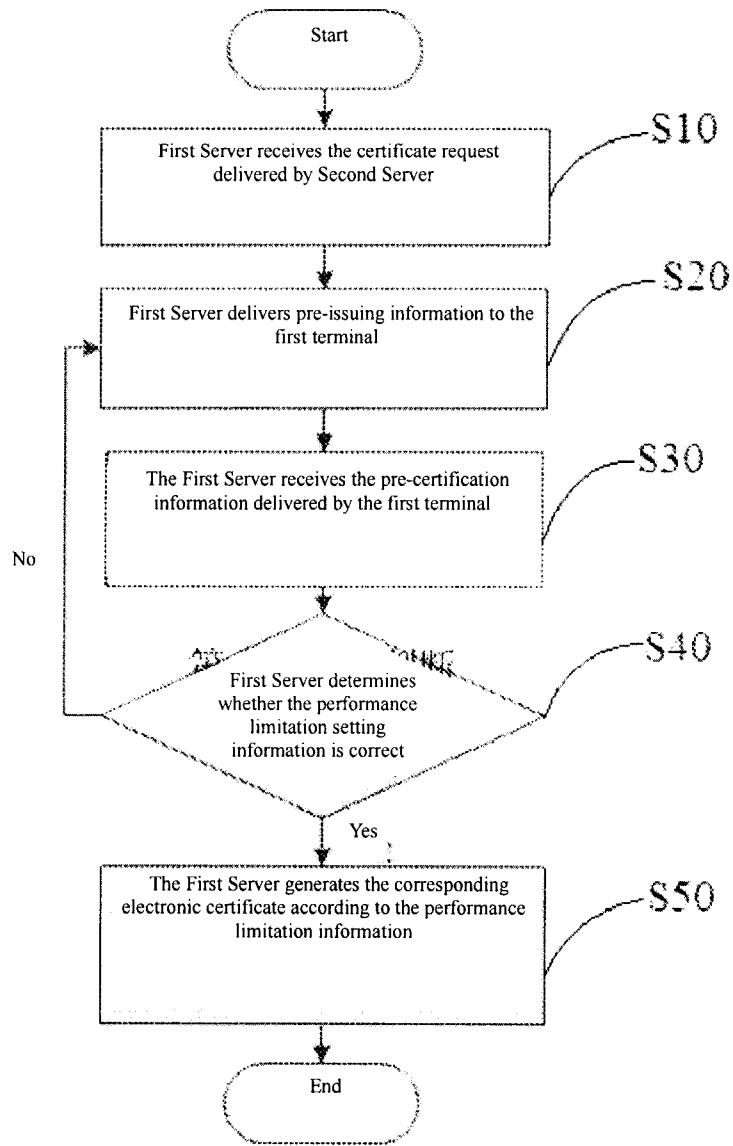 Start
First Server receives the certificate request
delivered by Second Server
S10
First Server delivers pre-issuing information to the
first terminal
S20
The First Server receives the pre-certification
information delivered by the first terminal
S30
No
First Server determines
whether the performance
limitation setting
information is correct
S40
Yes
The First Server generates the corresponding
electronic certificate according to the performance
limitation information
S50
End